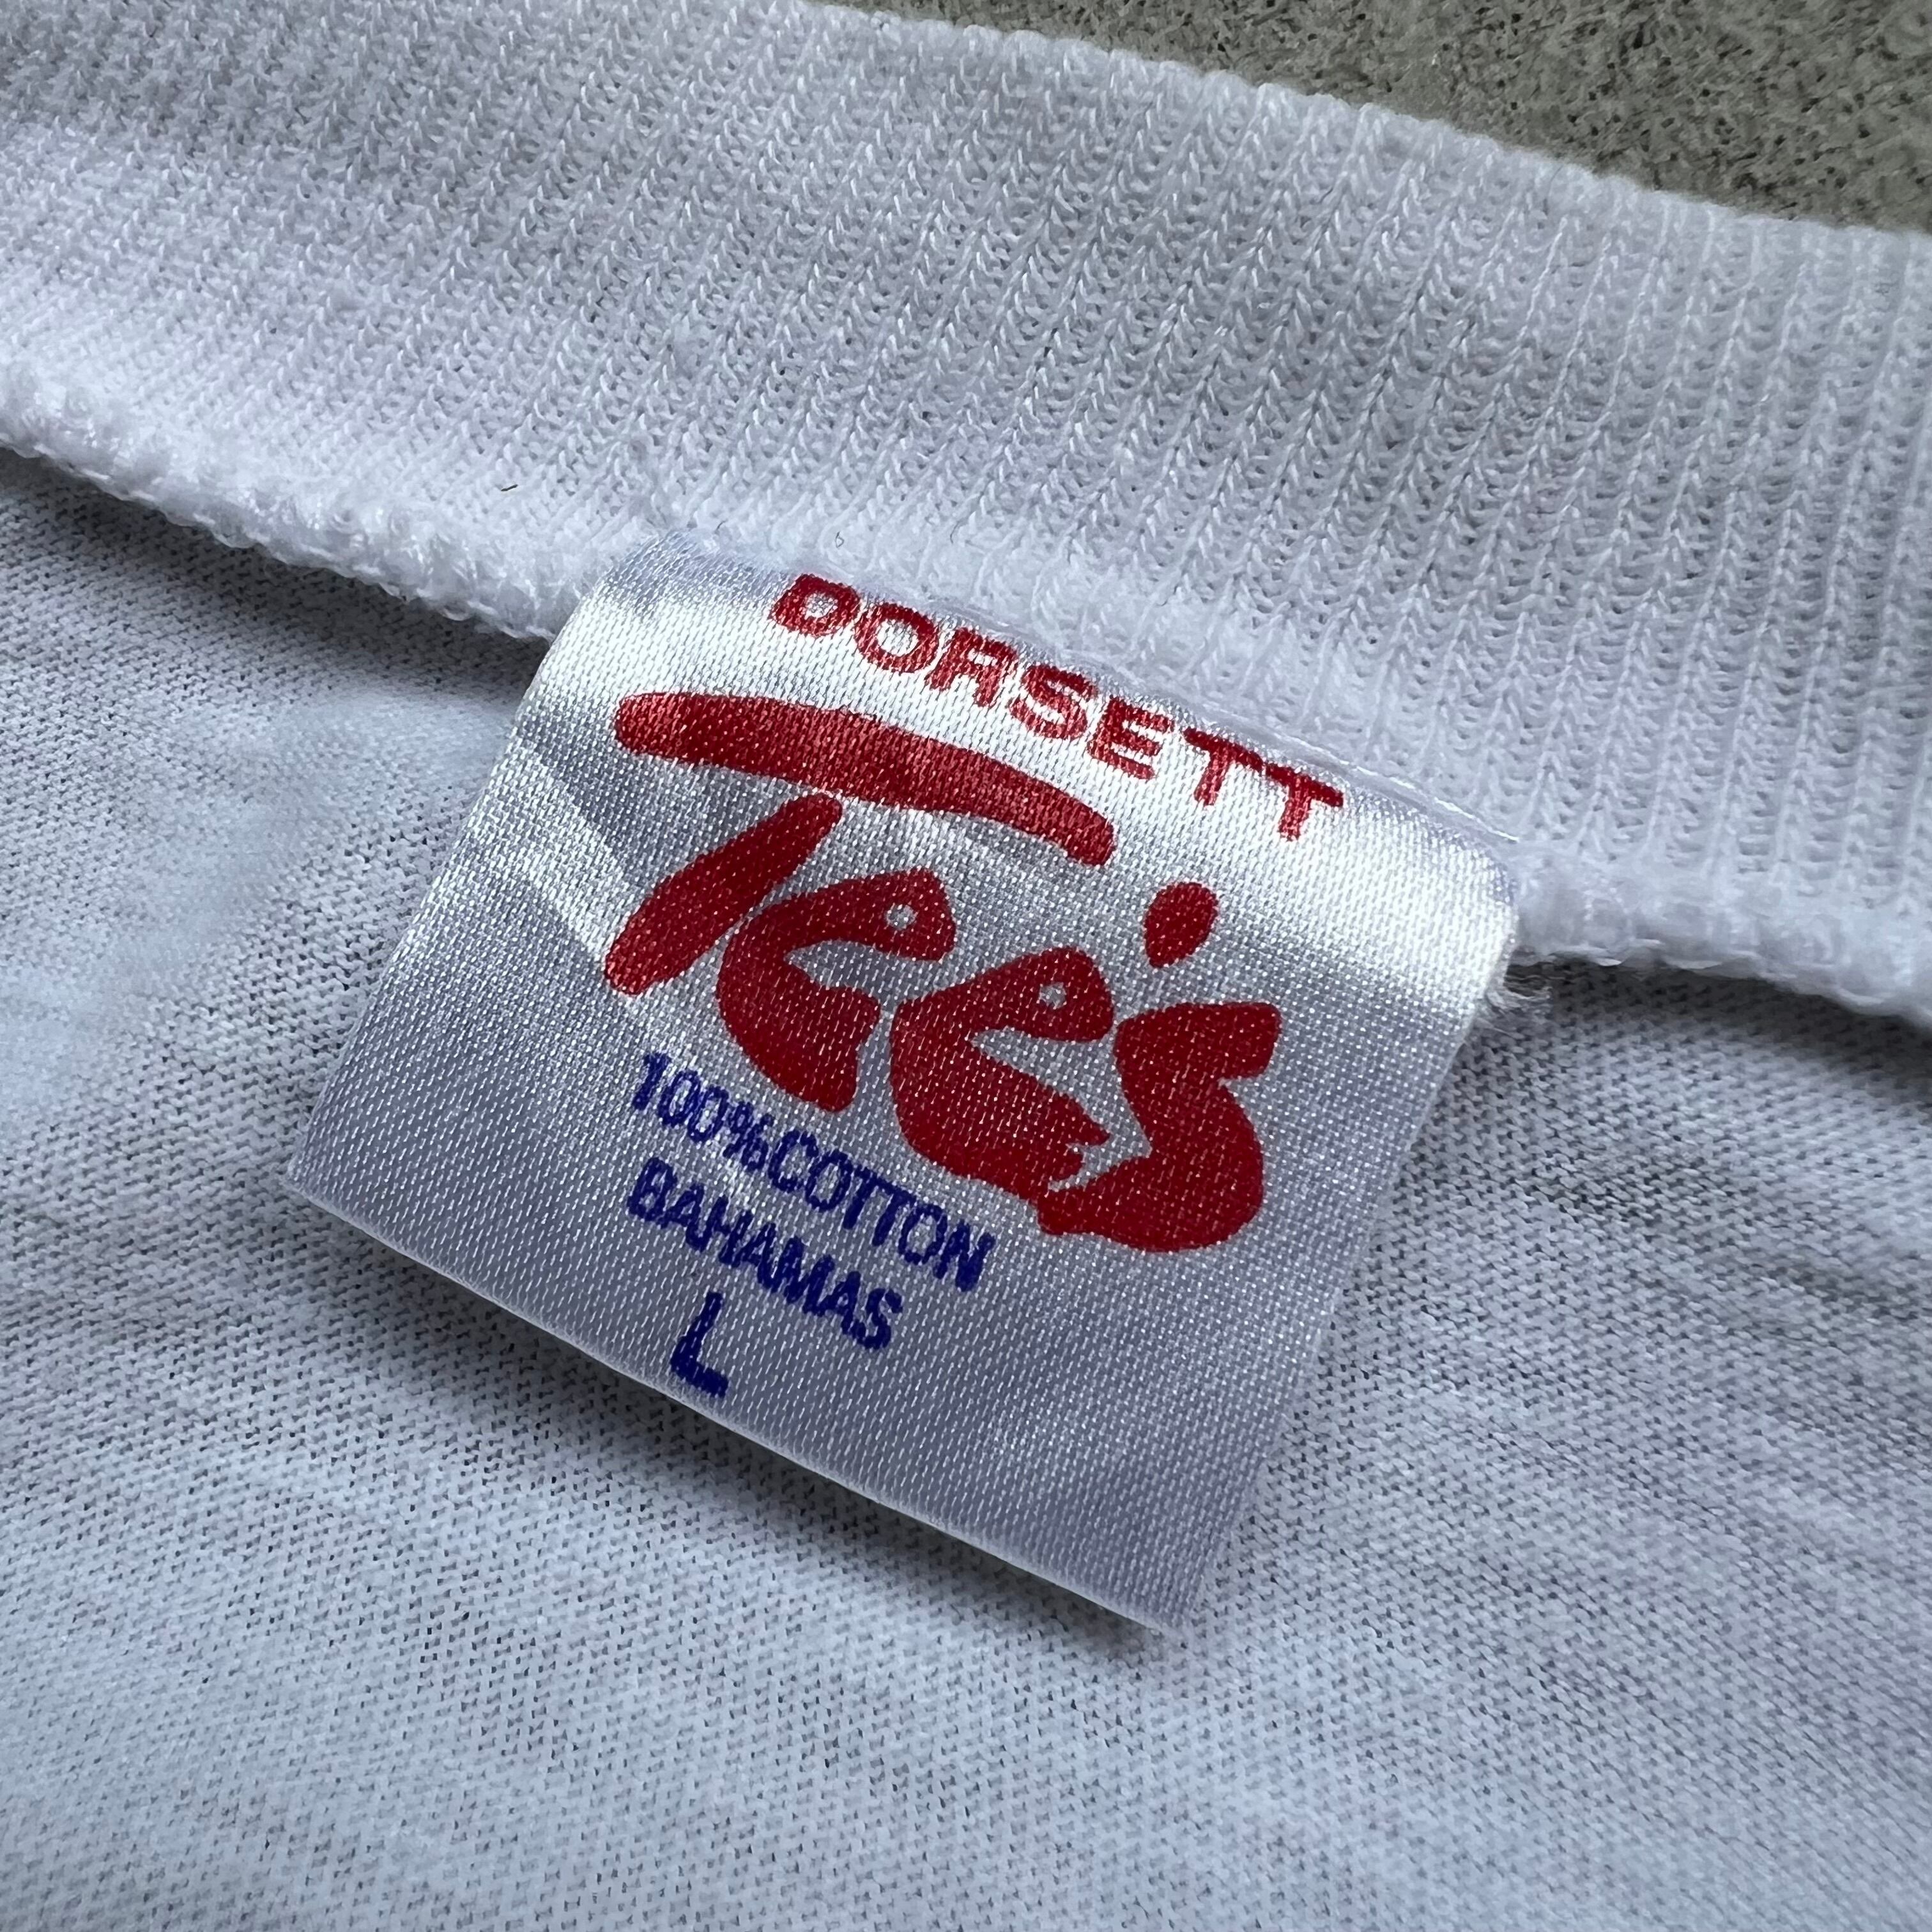 DORSETT
Tee's
100%COTTON
BAHAMAS
L